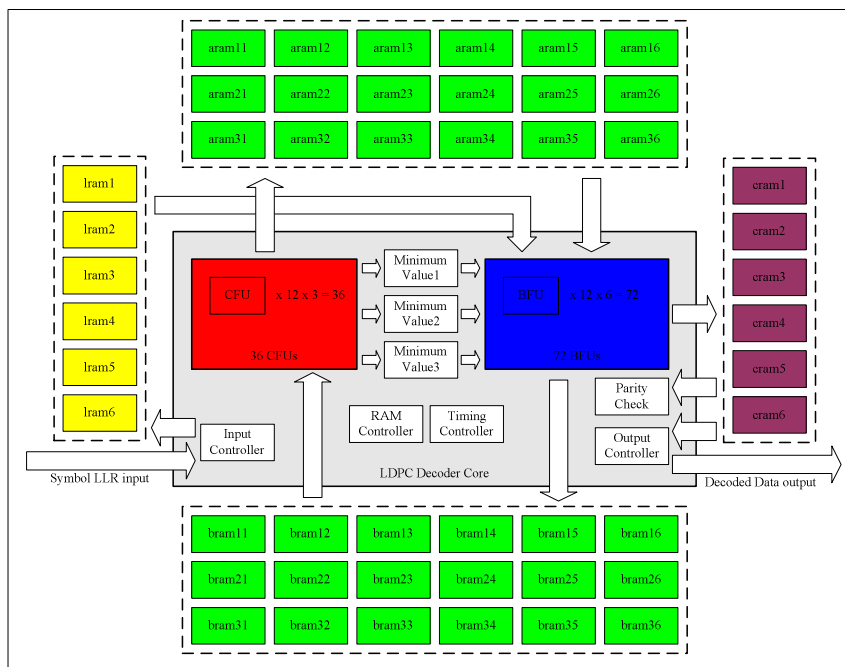 aram11 aram12 aram13 aram14 aram15 aram16
aram21 aram22 aram23 aram24 aram25 aram26
aram31 aram32 aram33 aram34 aram35 aram36
lram1
lram2
lram3
lram4
lram5
lram6
cram1
cram2
cram3
cram4
cram5
cram6
CFU x 12 x 3 = 36
36 CFUs
Minimum
Value1
Minimum
Value2
Minimum
Value3
BFU x 12 x 6 = 72
72 BFUs
Parity
Check
Input
Controller
RAM
Controller
Timing
Controller
Output
Controller
Symbol LLR input
LDPC Decoder Core
Decoded Data output
bram11 bram12 bram13 bram14 bram15 bram16
bram21 bram22 bram23 bram24 bram25 bram26
bram31 bram32 bram33 bram34 bram35 bram36